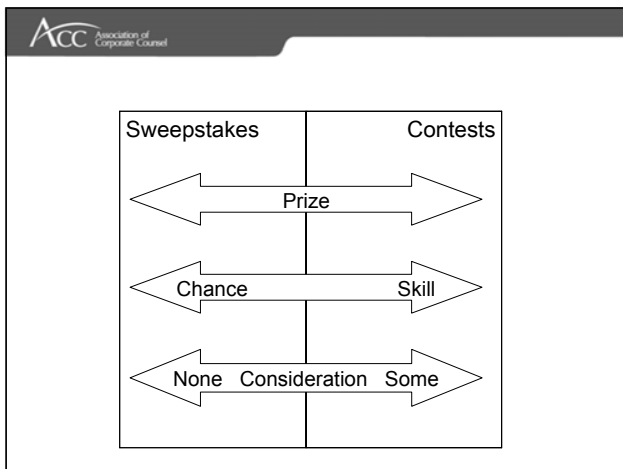 ACC Association of
Corporate Counsel
Sweepstakes Contests
Prize
Chance Skill
None Consideration Some